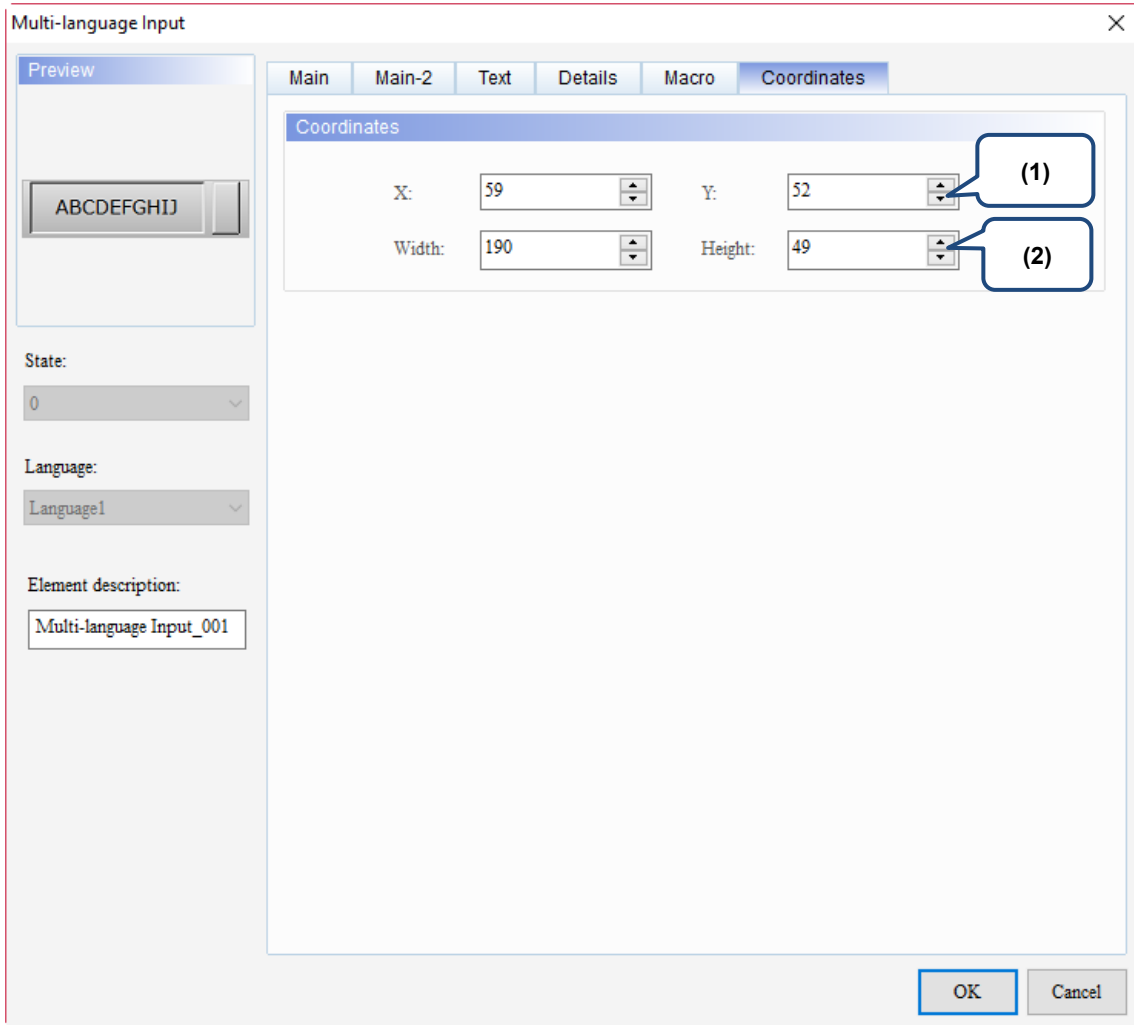 Multi-language Input
Preview
ABCDEFGHIJ
State:
0
Language:
Language1
Element description:
Multi-language Input_001
Main Main-2 Text Details Macro Coordinates
Coordinates
X: 59 Y: 52
(1)
Width: 190 Height: 49
(2)
OK Cancel